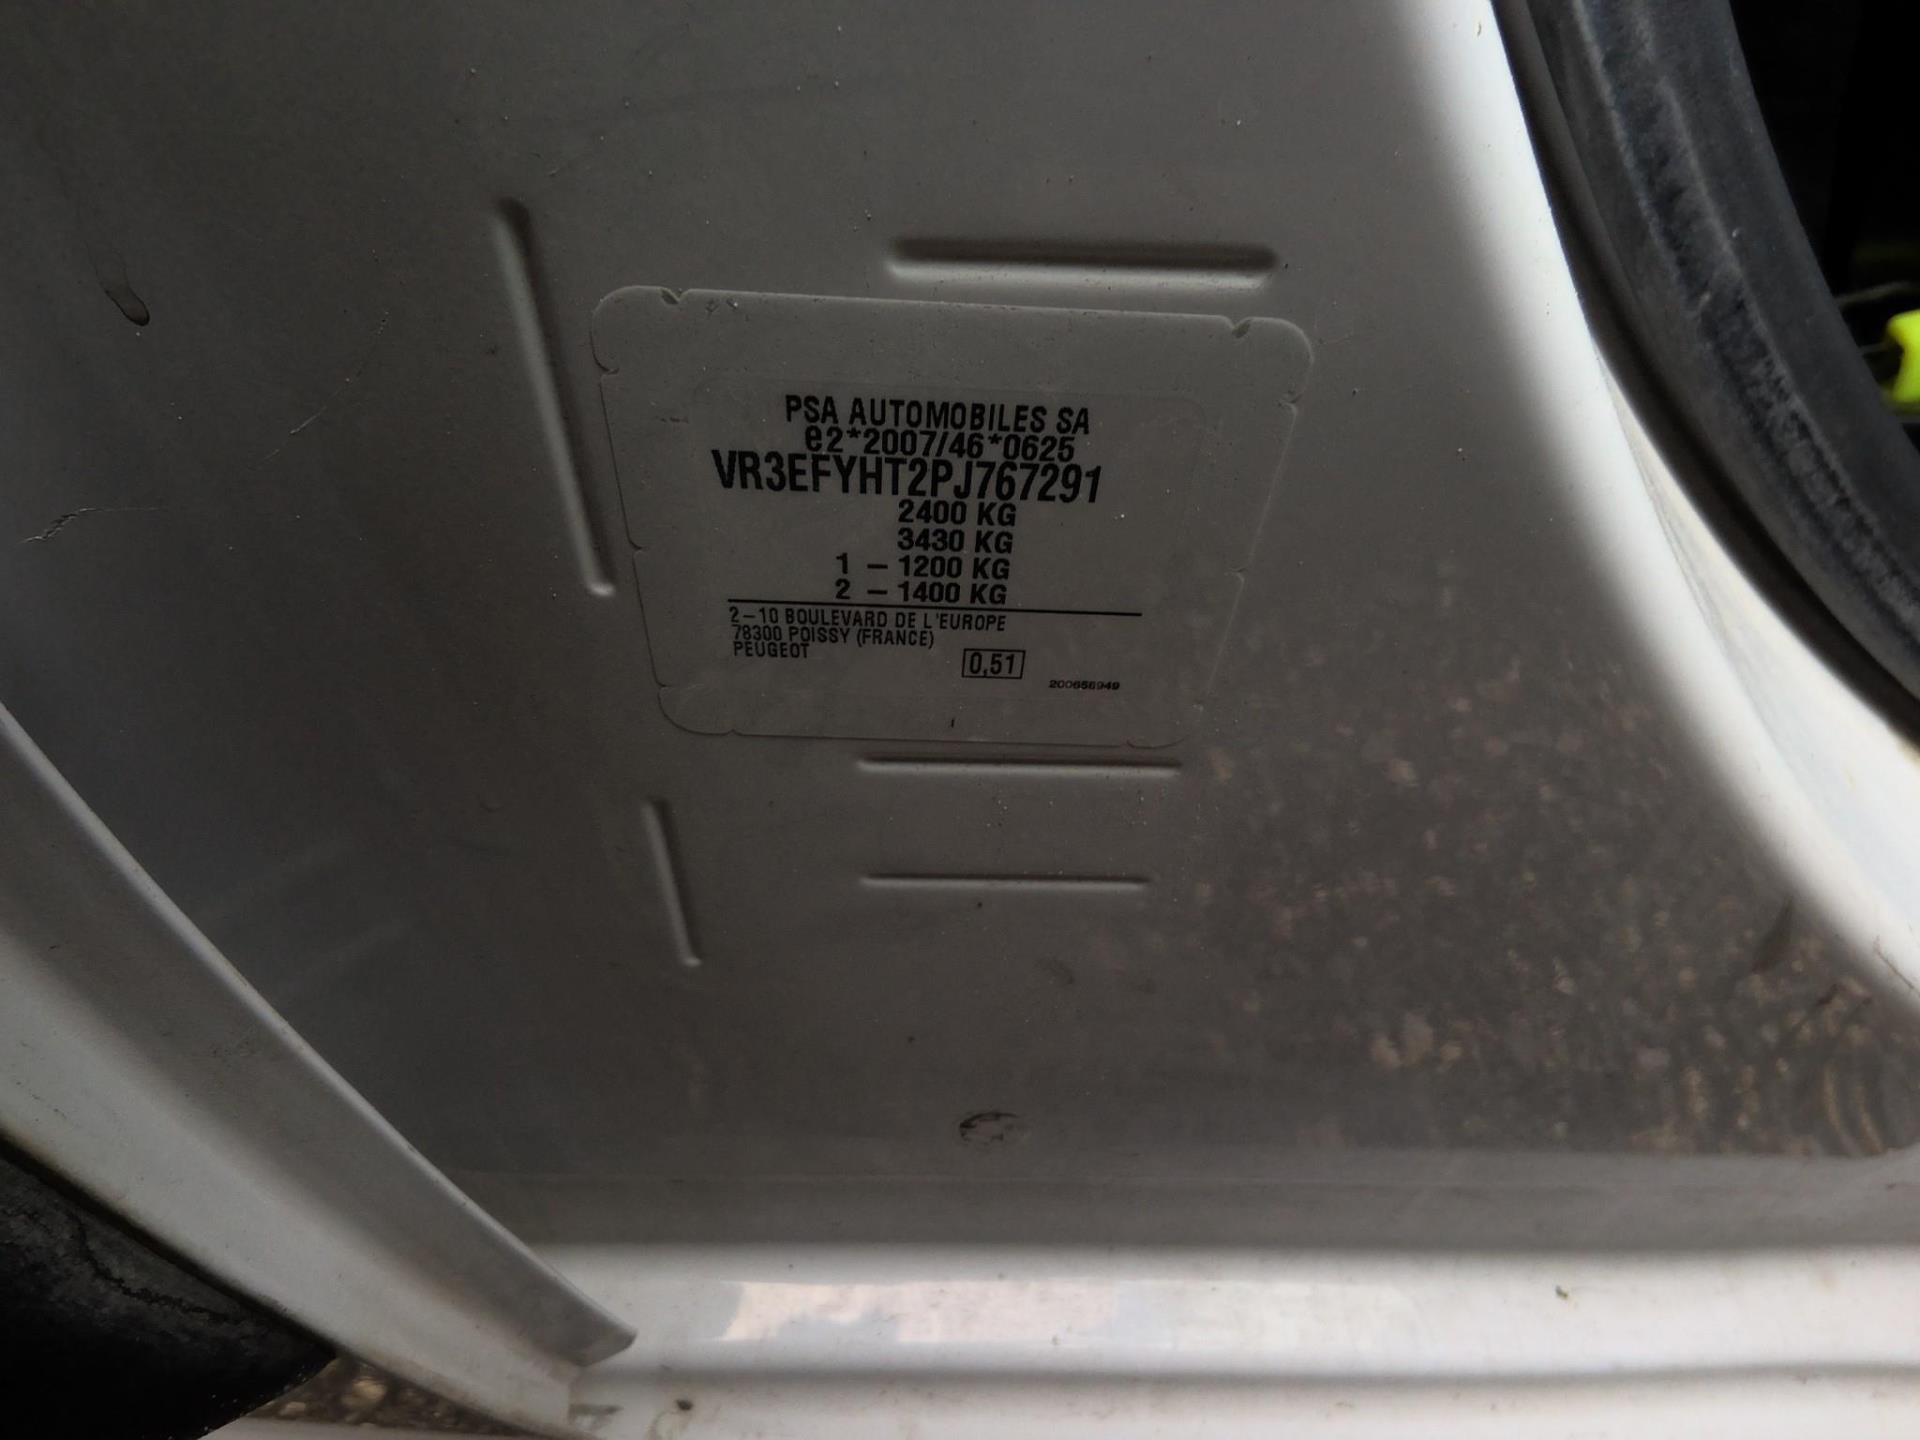 PSA AUTOMOBILES SA
e2*2007/46*0625
VR3EFYHT2PJ767291
2400 KG
3430 KG
1 – 1200 KG
2 – 1400 KG
2–10 BOULEVARD DE L'EUROPE
78300 POISSY (FRANCE)
PEUGEOT
0,51
200656949